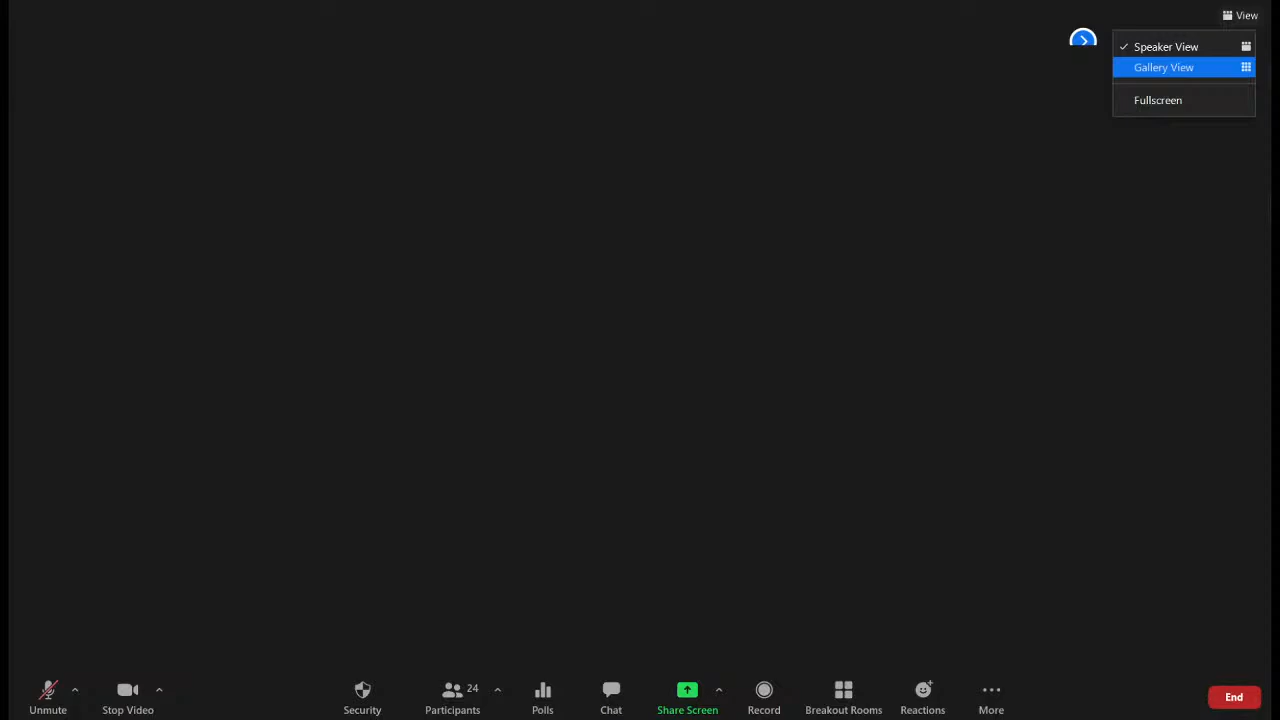 View
Speaker View
Gallery View
Fullscreen
Unmute
Stop Video
Security
Participants
24
Polls
Chat
Share Screen
Record
Breakout Rooms
Reactions
More
End